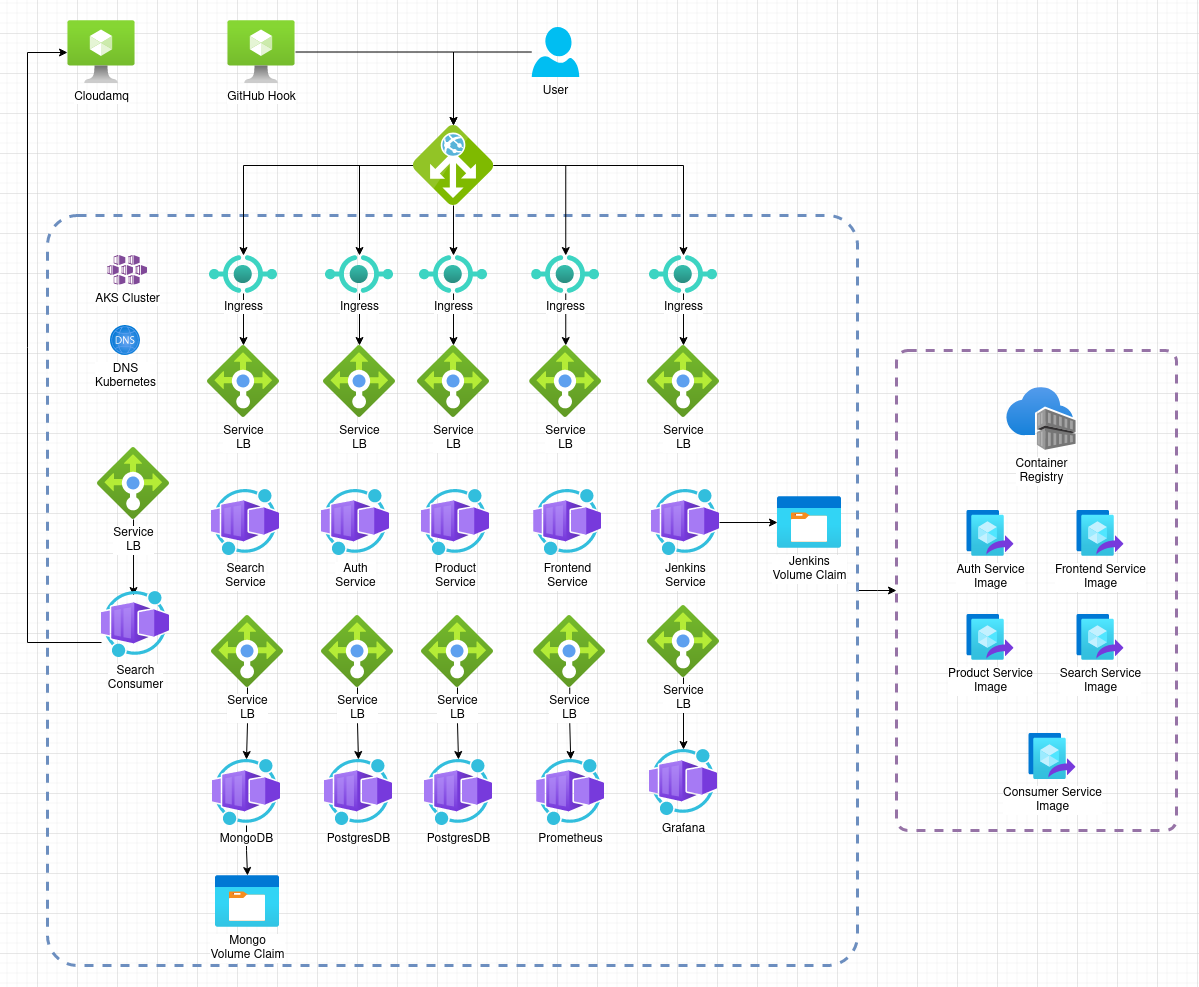 Cloudamq
GitHub Hook
User
AKS Cluster
DNS
DNS
Kubernetes
Ingress
Ingress
Ingress
Ingress
Ingress
Service
LB
Service
LB
Service
LB
Service
LB
Service
LB
Service
LB
Search
Service
Auth
Service
Product
Service
Frontend
Service
Jenkins
Service
Jenkins
Volume Claim
Search
Consumer
Service
LB
Service
LB
Service
LB
Service
LB
Service
LB
MongoDB
PostgresDB
PostgresDB
Prometheus
Grafana
Mongo
Volume Claim
Container
Registry
Auth Service
Image
Frontend Service
Image
Product Service
Image
Search Service
Image
Consumer Service
Image